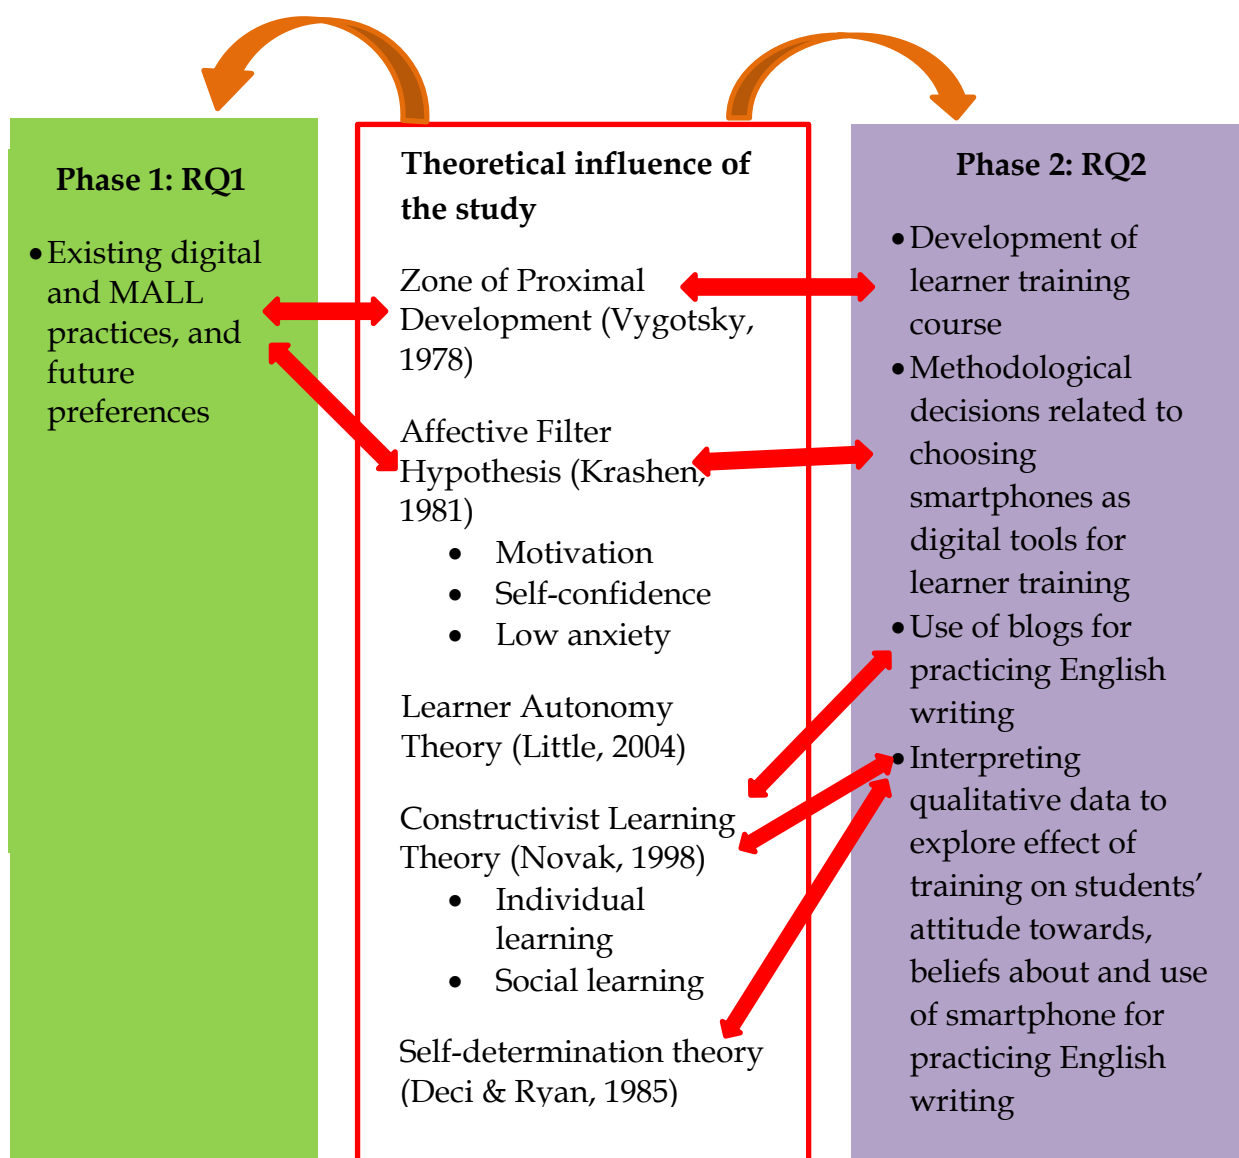 Phase 1: RQ1
•Existing digital
and MALL
practices, and
future
preferences
Theoretical influence of
the study
Zone of Proximal
Development (Vygotsky,
1978)
Affective Filter
Hypothesis (Krashen,
1981)
• Motivation
• Self-confidence
• Low anxiety
Learner Autonomy
Theory (Little, 2004)
Constructivist Learning
Theory (Novak, 1998)
• Individual
learning
• Social learning
Self-determination theory
(Deci & Ryan, 1985)
Phase 2: RQ2
•Development of
learner training
course
•Methodological
decisions related to
choosing
smartphones as
digital tools for
learner training
•Use of blogs for
practicing English
writing
•Interpreting
qualitative data to
explore effect of
training on students’
attitude towards,
beliefs about and use
of smartphone for
practicing English
writing